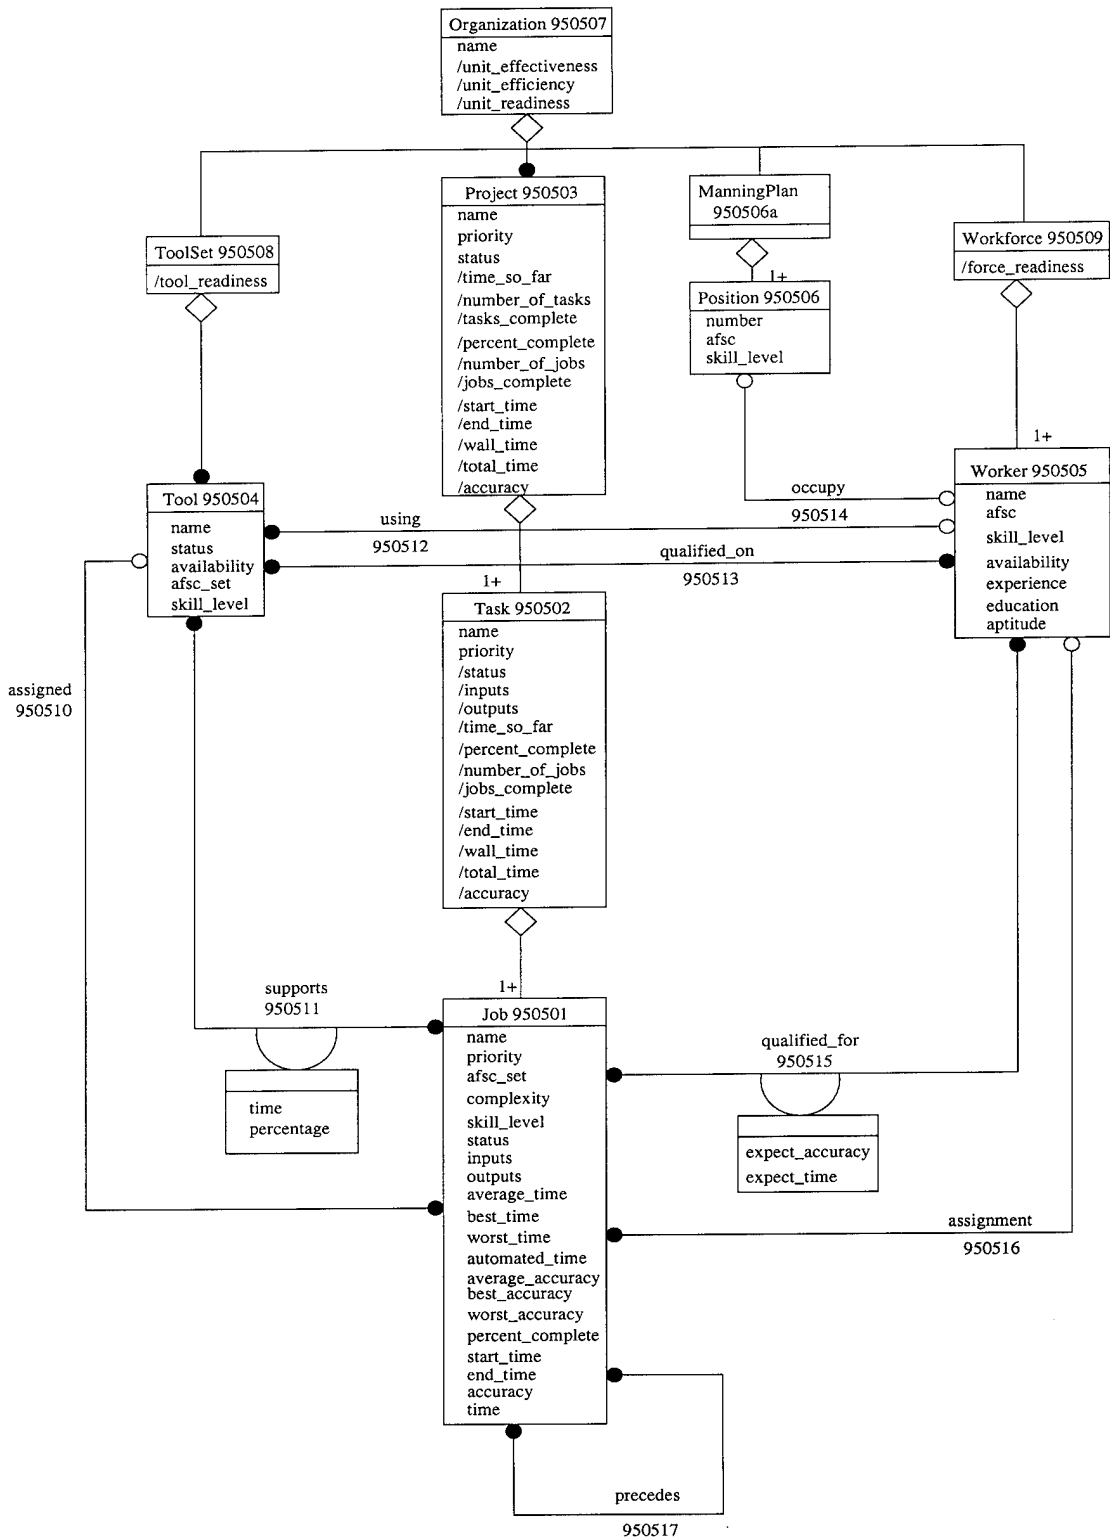 Organization 950507
name
/unit_effectiveness
/unit_efficiency
/unit_readiness
ToolSet 950508
/tool_readiness
Project 950503
name
priority
status
/time_so_far
/number_of_tasks
/tasks_complete
/percent_complete
/number_of_jobs
/jobs_complete
/start_time
/end_time
/wall_time
/total_time
/accuracy
ManningPlan
950506a
1+
Position 950506
number
afsc
skill_level
Workforce 950509
/force_readiness
1+
Tool 950504
name
status
availability
afsc_set
skill_level
using
950512
occupy
950514
qualified_on
950513
Worker 950505
name
afsc
skill_level
availability
experience
education
aptitude
1+
Task 950502
name
priority
/status
/inputs
/outputs
/time_so_far
/percent_complete
/number_of_jobs
/jobs_complete
/start_time
/end_time
/wall_time
/total_time
/accuracy
assigned
950510
supports
950511
time
percentage
1+
Job 950501
name
priority
afsc_set
complexity
skill_level
status
inputs
outputs
average_time
best_time
worst_time
automated_time
average_accuracy
best_accuracy
worst_accuracy
percent_complete
start_time
end_time
accuracy
time
qualified_for
950515
expect_accuracy
expect_time
assignment
950516
precedes
950517